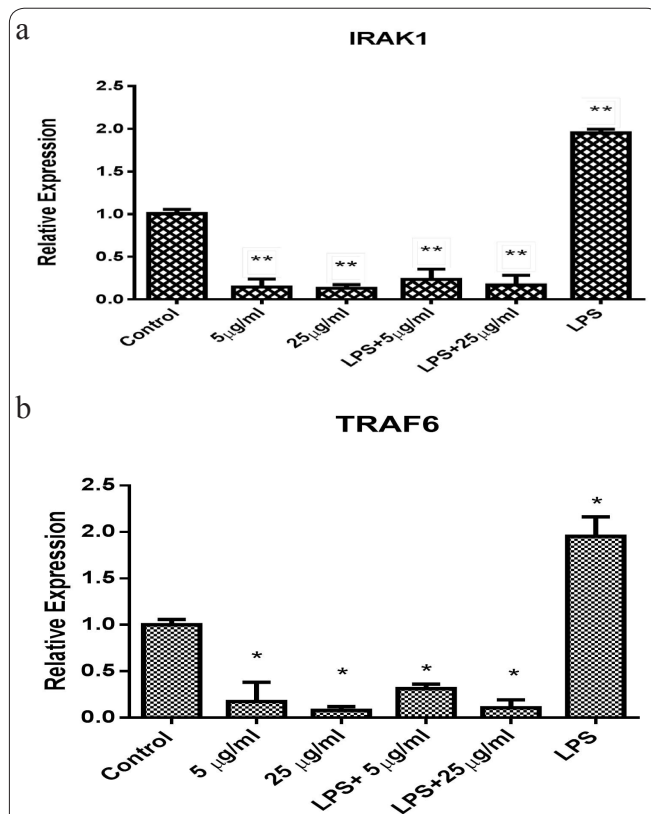 a
IRAK1
Relative Expression
2.5
2.0
1.5
1.0
0.5
0.0
**
**
**
**
**
Control
5μg/ml
25μg/ml
LPS+5μg/ml
LPS+25μg/ml
LPS
b
TRAF6
Relative Expression
2.5
2.0
1.5
1.0
0.5
0.0
*
*
*
*
*
Control
5 μg/ml
25 μg/ml
LPS+ 5μg/ml
LPS+25 μg/ml
LPS